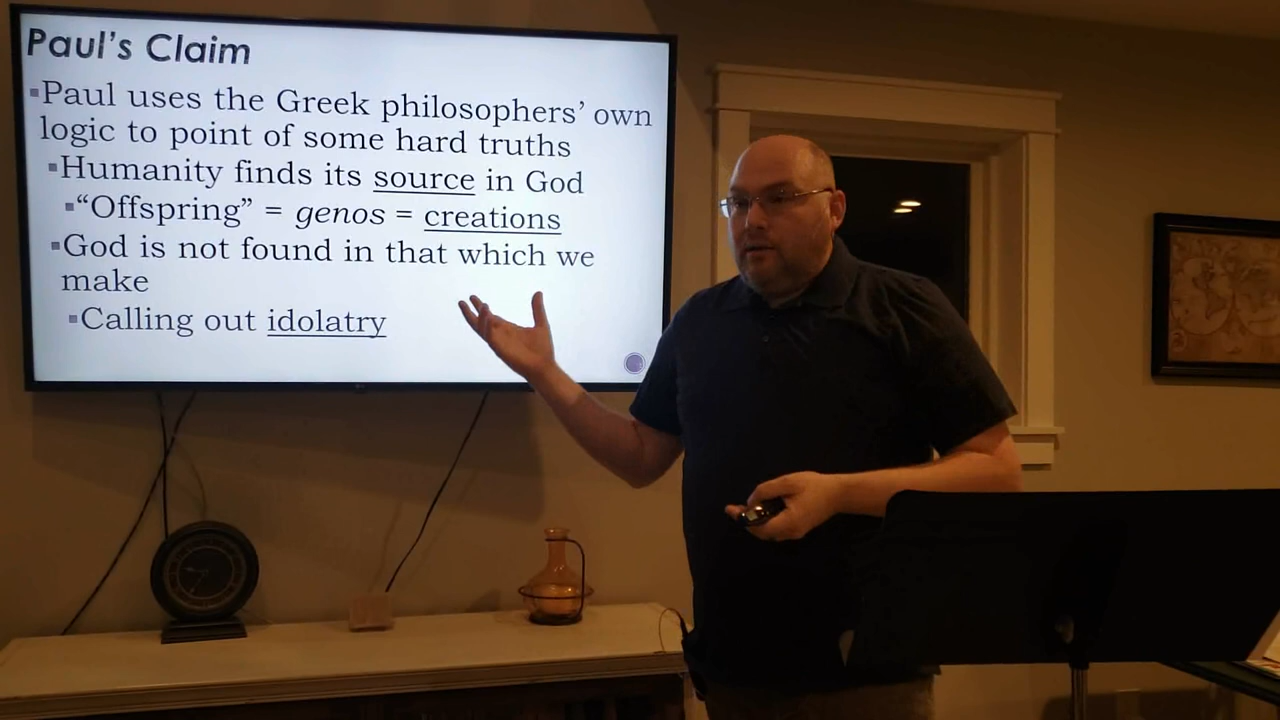 Paul's Claim
▪Paul uses the Greek philosophers' own
logic to point of some hard truths
▪Humanity finds its source in God
▪“Offspring” = genos = creations
▪God is not found in that which we
make
▪Calling out idolatry